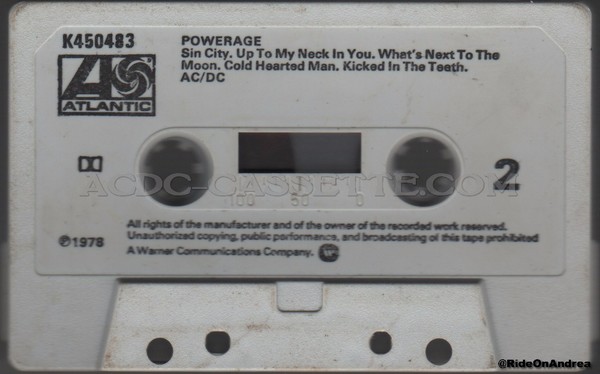 K450483
POWERAGE
Sin City. Up To My Neck In You. What's Next To The
Moon. Cold Hearted Man. Kicked In The Teeth.
AC/DC
ATLANTIC
2
ACDC-CASSETTE.COM
100 50 0
All rights of the manufacturer and of the owner of the recorded work reserved.
Unauthorized copying, public performance, and broadcasting of this tape prohibited
℗1978
A Warner Communications Company.
@RideOnAndrea